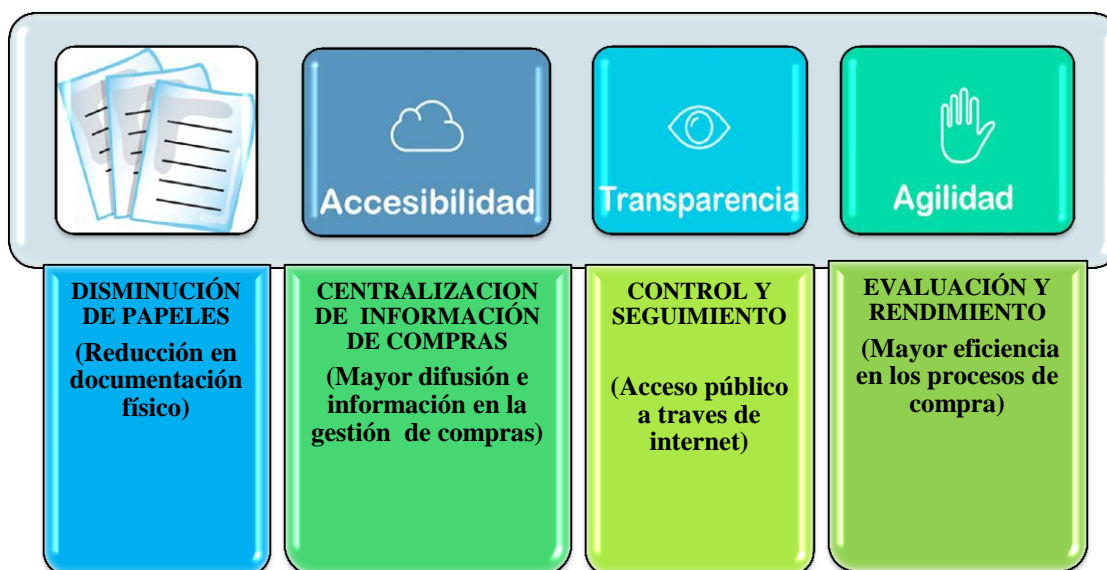 Accesibilidad
Transparencia
Agilidad
DISMINUCIÓN
DE PAPELES
(Reducción en
documentación
físico)
CENTRALIZACION
DE INFORMACIÓN
DE COMPRAS
(Mayor difusión e
información en la
gestión de compras)
CONTROL Y
SEGUIMIENTO
(Acceso público
a traves de
internet)
EVALUACIÓN Y
RENDIMIENTO
(Mayor eficiencia
en los procesos de
compra)